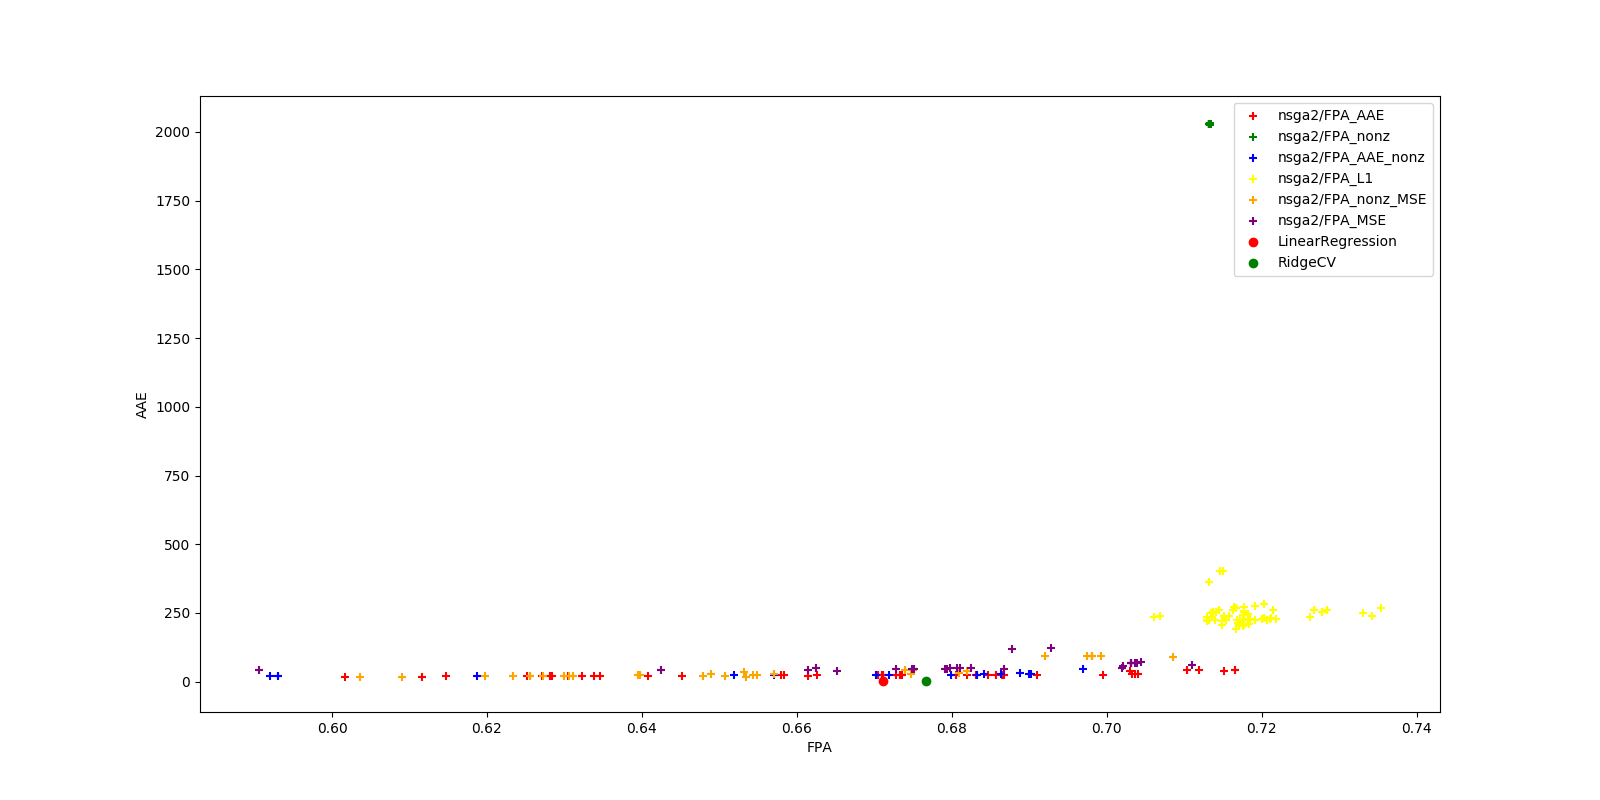 2000
1750
1500
1250
1000
750
500
250
0
AAE
nsga2/FPA_AAE
nsga2/FPA_nonz
nsga2/FPA_AAE_nonz
nsga2/FPA_L1
nsga2/FPA_nonz_MSE
nsga2/FPA_MSE
LinearRegression
RidgeCV
0.60 0.62 0.64 0.66 0.68 0.70 0.72 0.74
FPA